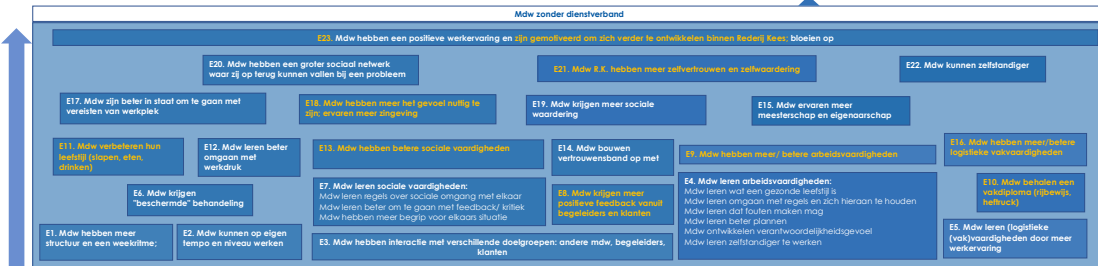 Mdw zonder dienstverband
E23. Mdw hebben een positieve werkervaring en zijn gemotiveerd om zich verder te ontwikkelen binnen Rederij Kees; bloeien op
E20. Mdw hebben een groter sociaal netwerk
waar zij op terug kunnen vallen bij een probleem
E21. Mdw R.K. hebben meer zelfvertrouwen en zelfwaardering
E22. Mdw kunnen zelfstandiger
E17. Mdw zijn beter in staat om te gaan met
vereisten van werkplek
E18. Mdw hebben meer het gevoel nuttig te
zijn; ervaren meer zingeving
E19. Mdw krijgen meer sociale
waardering
E15. Mdw ervaren meer
meesterschap en eigenaarschap
E11. Mdw verbeteren hun
leefstijl (slapen, eten,
drinken)
E12. Mdw leren beter
omgaan met
werkdruk
E13. Mdw hebben betere sociale vaardigheden
E14. Mdw bouwen
vertrouwensband op met
E9. Mdw hebben meer/ betere arbeidsvaardigheden
E16. Mdw hebben meer/betere
logistieke vakvaardigheden
E6. Mdw krijgen
"beschermde" behandeling
E7. Mdw leren sociale vaardigheden:
Mdw leren regels over sociale omgang met elkaar
Mdw leren beter om te gaan met feedback/ kritiek
Mdw hebben meer begrip voor elkaars situatie
E8. Mdw krijgen meer
positieve feedback vanuit
begeleiders en klanten
E4. Mdw leren arbeidsvaardigheden:
Mdw leren wat een gezonde leefstijl is
Mdw leren omgaan met regels en zich hieraan te houden
Mdw leren dat fouten maken mag
Mdw leren beter plannen
Mdw ontwikkelen verantwoordelijkheidsgevoel
Mdw leren zelfstandiger te werken
E10. Mdw behalen een
vakdiploma (rijbewijs,
heftruck)
E1. Mdw hebben meer
structuur en een weekritme;
E2. Mdw kunnen op eigen
tempo en niveau werken
E3. Mdw hebben interactie met verschillende doelgroepen: andere mdw, begeleiders,
klanten
E5. Mdw leren (logistieke
(vak)vaardigheden door meer
werkervaring